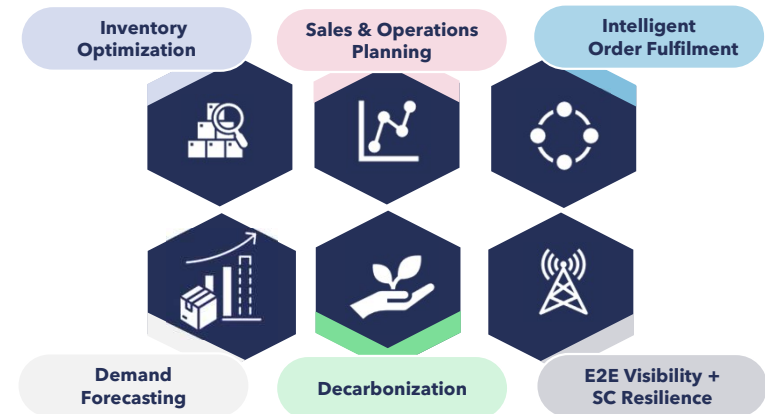 Inventory
Optimization
Sales & Operations
Planning
Intelligent
Order Fulfilment
Demand
Forecasting
Decarbonization
E2E Visibility +
SC Resilience